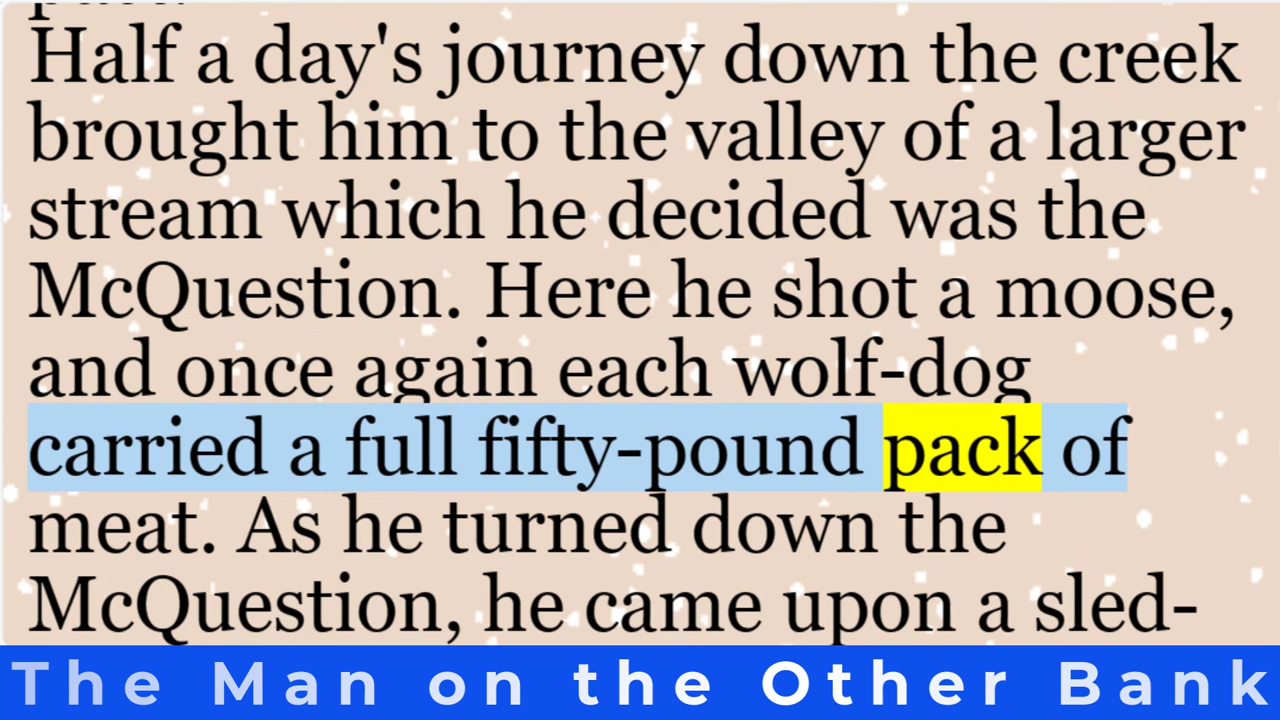 Half a day's journey down the creek
brought him to the valley of a larger
stream which he decided was the
McQuestion. Here he shot a moose,
and once again each wolf-dog
carried a full fifty-pound pack of
meat. As he turned down the
McQuestion, he came upon a sled-
The Man on the Other Bank